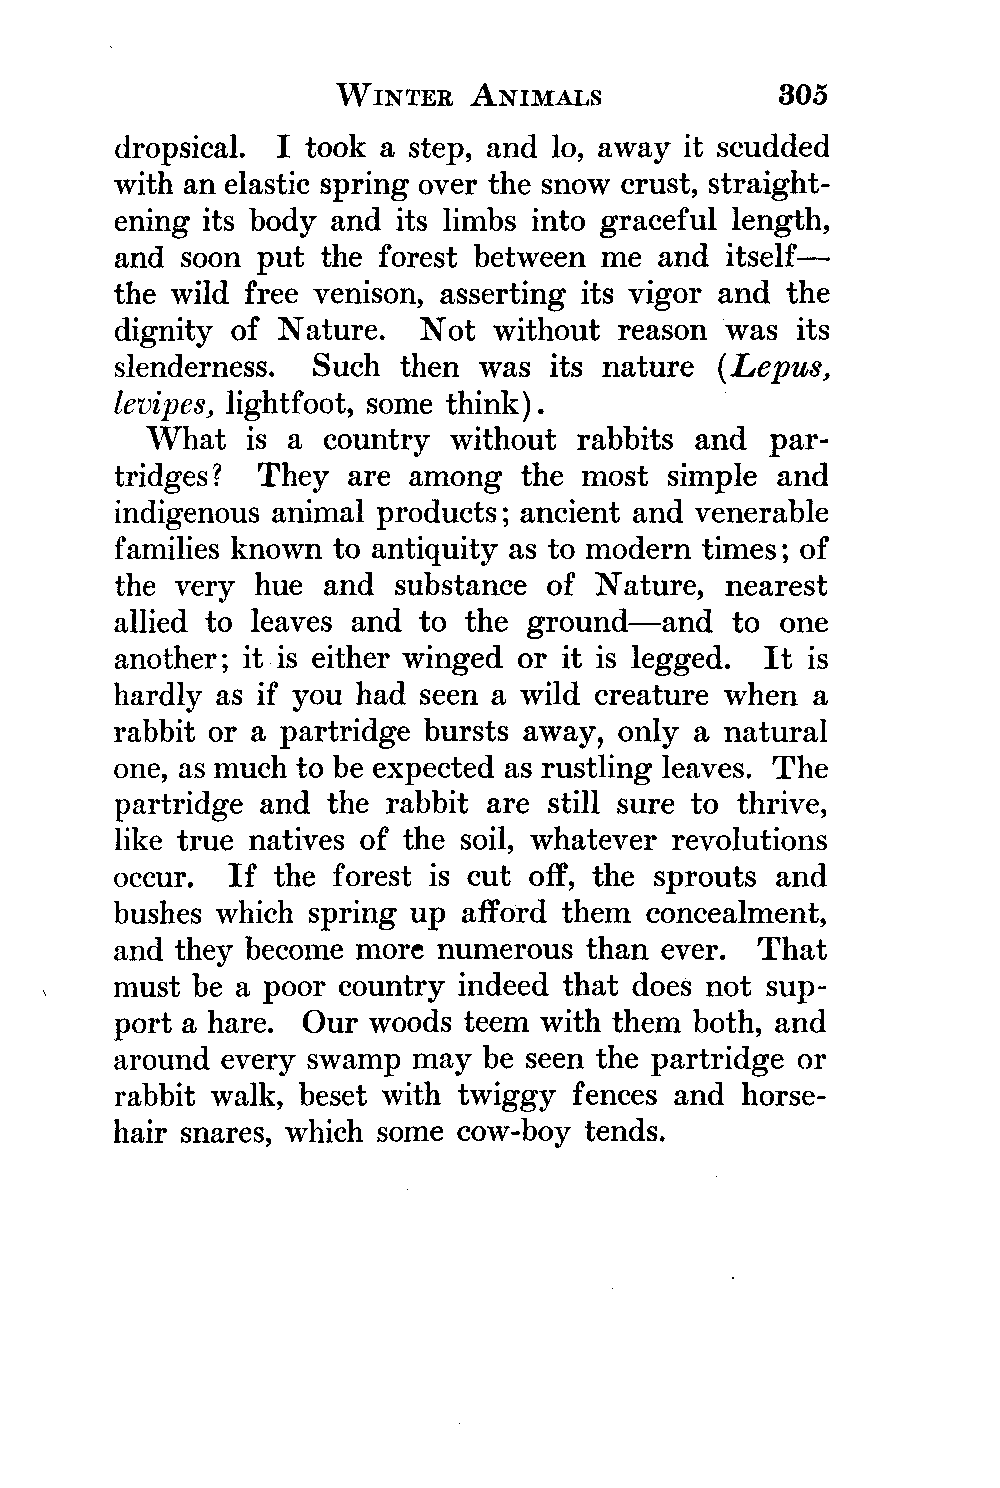 WINTER ANIMALS 305
dropsical. I took a step, and lo, away it scudded
with an elastic spring over the snow crust, straight-
ening its body and its limbs into graceful length,
and soon put the forest between me and itself—
the wild free venison, asserting its vigor and the
dignity of Nature. Not without reason was its
slenderness. Such then was its nature (Lepus,
levipes, lightfoot, some think).
What is a country without rabbits and par-
tridges? They are among the most simple and
indigenous animal products; ancient and venerable
families known to antiquity as to modern times; of
the very hue and substance of Nature, nearest
allied to leaves and to the ground—and to one
another; it is either winged or it is legged. It is
hardly as if you had seen a wild creature when a
rabbit or a partridge bursts away, only a natural
one, as much to be expected as rustling leaves. The
partridge and the rabbit are still sure to thrive,
like true natives of the soil, whatever revolutions
occur. If the forest is cut off, the sprouts and
bushes which spring up afford them concealment,
and they become more numerous than ever. That
must be a poor country indeed that does not sup-
port a hare. Our woods teem with them both, and
around every swamp may be seen the partridge or
rabbit walk, beset with twiggy fences and horse-
hair snares, which some cow-boy tends.